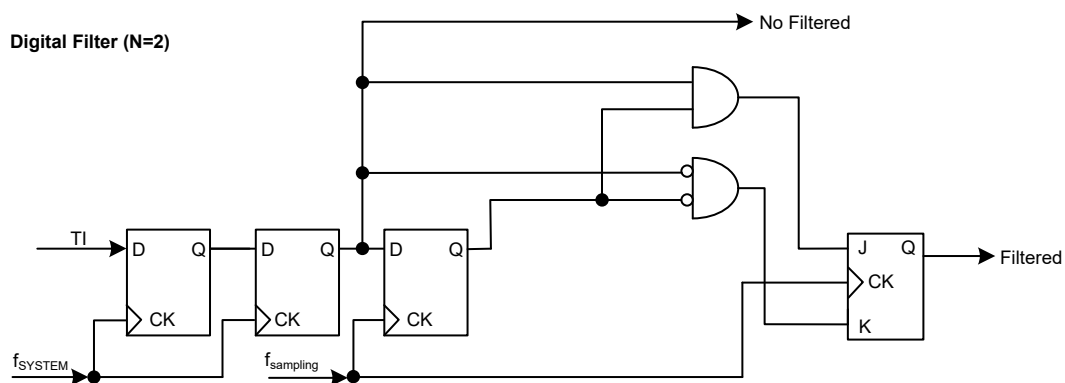 No Filtered
Digital Filter (N=2)
TI
D Q
D Q
D Q
J Q
Filtered
CK
CK
CK
CK
K
fSYSTEM
fsampling